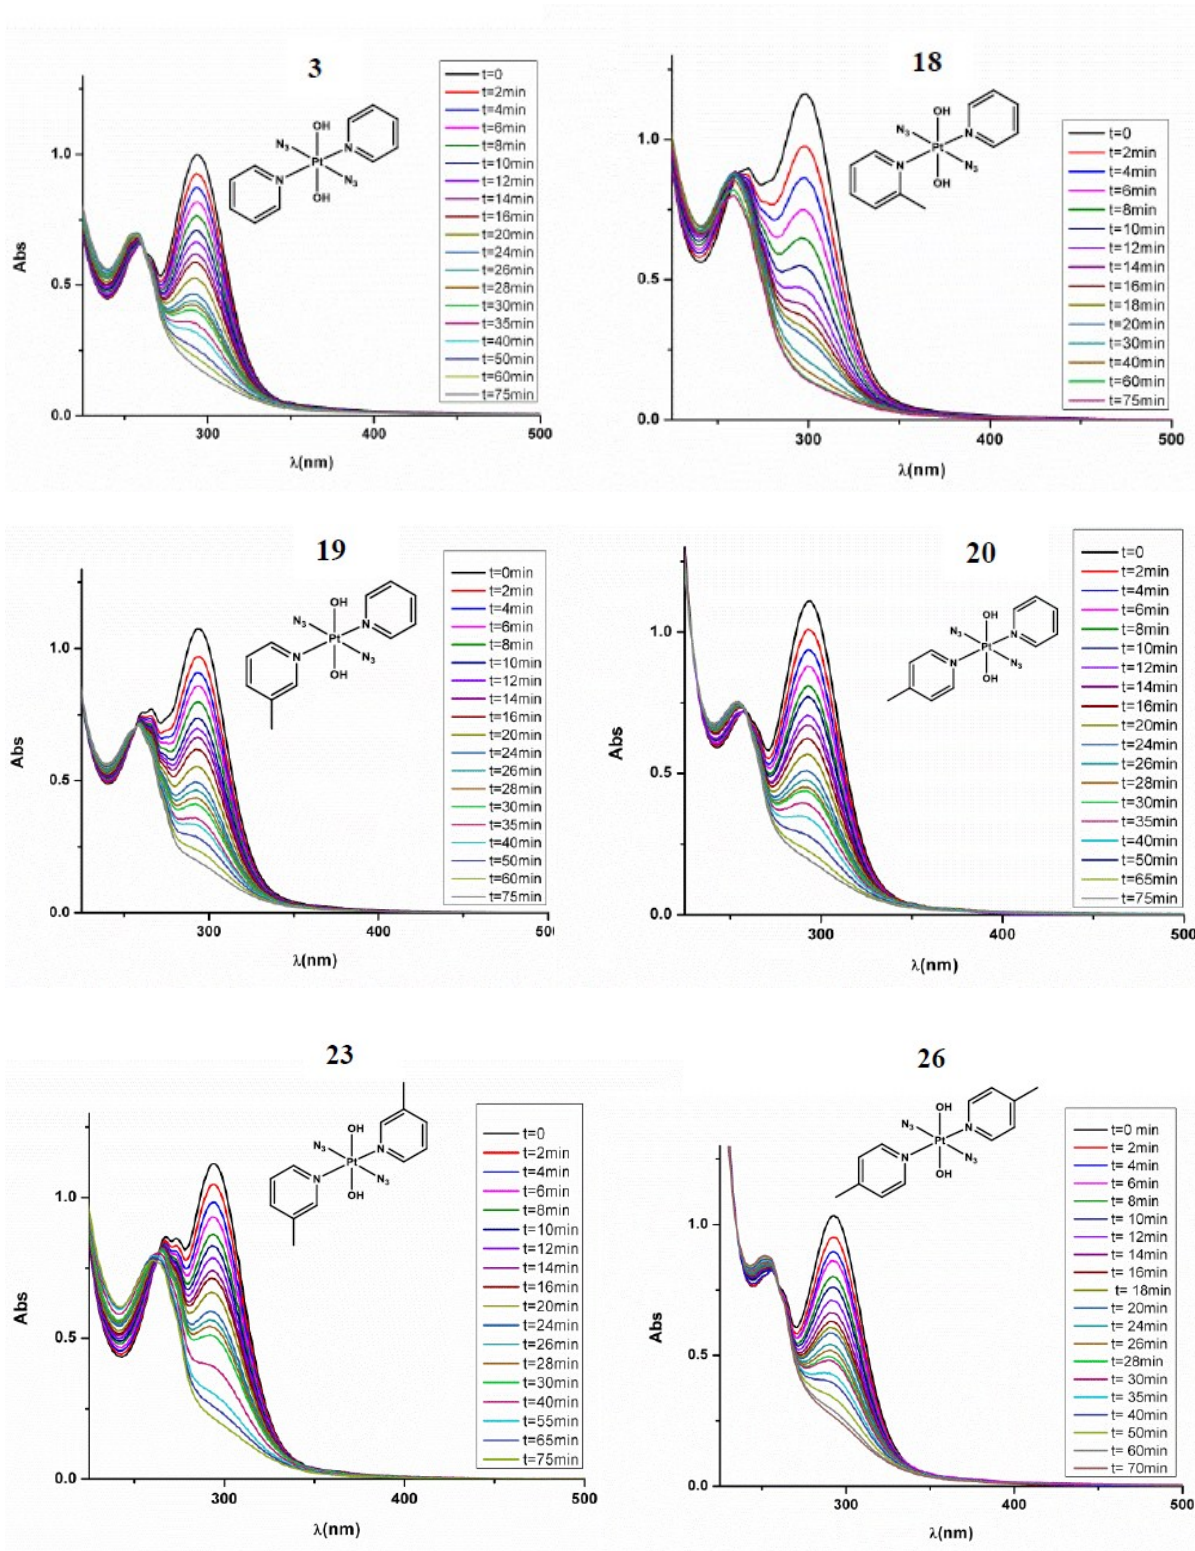 3
OH
N3
N
Pt
N
N3
OH
t=0
t=2min
t=4min
t=6min
t=8min
t=10min
t=12min
t=14min
t=16min
t=20min
t=24min
t=26min
t=28min
t=30min
t=35min
t=40min
t=50min
t=60min
t=75min
Abs
1.0
0.5
0.0
300
400
500
λ(nm)
18
OH
N3
N
N
Pt
N3
OH
t=0
t=2min
t=4min
t=6min
t=8min
t=10min
t=12min
t=14min
t=16min
t=18min
t=20min
t=30min
t=40min
t=60min
t=75min
1.0
0.5
0.0
300
400
500
λ(nm)
19
OH
N3
N
Pt
N
N3
OH
t=0min
t=2min
t=4min
t=6min
t=8min
t=10min
t=12min
t=14min
t=16min
t=20min
t=24min
t=26min
t=28min
t=30min
t=35min
t=40min
t=50min
t=60min
t=75min
Abs
1.0
0.5
0.0
300
400
50
λ(nm)
20
OH
N3
N
Pt
N
N3
OH
t=0
t=2min
t=4min
t=6min
t=8min
t=10min
t=12min
t=14min
t=16min
t=20min
t=24min
t=26min
t=28min
t=30min
t=35min
t=40min
t=50min
t=65min
t=75min
Abs
1.0
0.5
0.0
300
400
500
λ(nm)
23
OH
N3
N
Pt
N
N3
OH
t=0
t=2min
t=4min
t=6min
t=8min
t=10min
t=12min
t=14min
t=16min
t=20min
t=24min
t=26min
t=28min
t=30min
t=40min
t=55min
t=65min
t=75min
Abs
1.0
0.5
0.0
300
400
500
λ(nm)
26
OH
N3
N
Pt
N
N3
OH
t=0 min
t= 2min
t= 4min
t= 6min
t= 8min
t= 10min
t= 12min
t= 14min
t= 16min
t= 18min
t= 20min
t= 24min
t= 26min
t=28min
t= 30min
t= 35min
t= 40min
t= 50min
t= 60min
t= 70min
Abs
1.0
0.5
0.0
300
400
500
λ(nm)